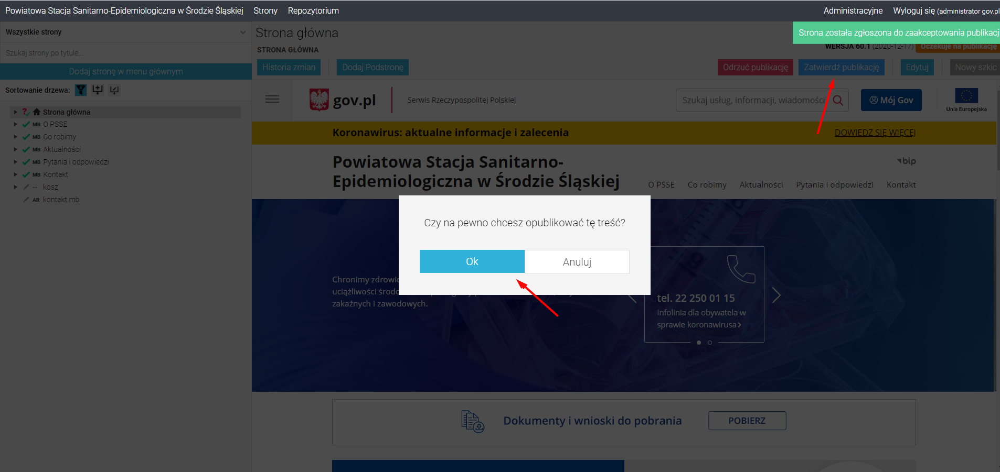 Powiatowa Stacja Sanitarno-Epidemiologiczna w Środzie Śląskiej Strony Repozytorium Administracyjne Wyloguj się (administrator gov.pl
Wszystkie strony
Szukaj strony po tytule...
Dodaj stronę w menu głównym
Sortowanie drzewa:
Strona główna
MB O PSSE
MB Co robimy
MB Aktualności
MB Pytania i odpowiedzi
MB Kontakt
-- kosz
AR kontakt mb
Strona główna
Strona została zgłoszona do zaakceptowania publikacji
STRONA GŁÓWNA
WERSJA 60.1 (2020-12-17) Oczekuje na publikację
Historia zmian Dodaj Podstronę Odrzuć publikację Zatwierdź publikację Edytuj Nowy szkic
gov.pl Serwis Rzeczypospolitej Polskiej Szukaj usług, informacji, wiadomości Mój Gov
Unia Europejska
Koronawirus: aktualne informacje i zalecenia DOWIEDZ SIĘ WIĘCEJ
Powiatowa Stacja Sanitarno-
Epidemiologiczna w Środzie Śląskiej
bip
O PSSE Co robimy Aktualności Pytania i odpowiedzi Kontakt
Czy na pewno chcesz opublikować tę treść?
Ok Anuluj
Chronimy zdrowie
uciążliwości środo
zakaźnych i zawodowych.
tel. 22 250 01 15
Infolinia dla obywatela w
sprawie koronawirusa
Dokumenty i wnioski do pobrania POBIERZ